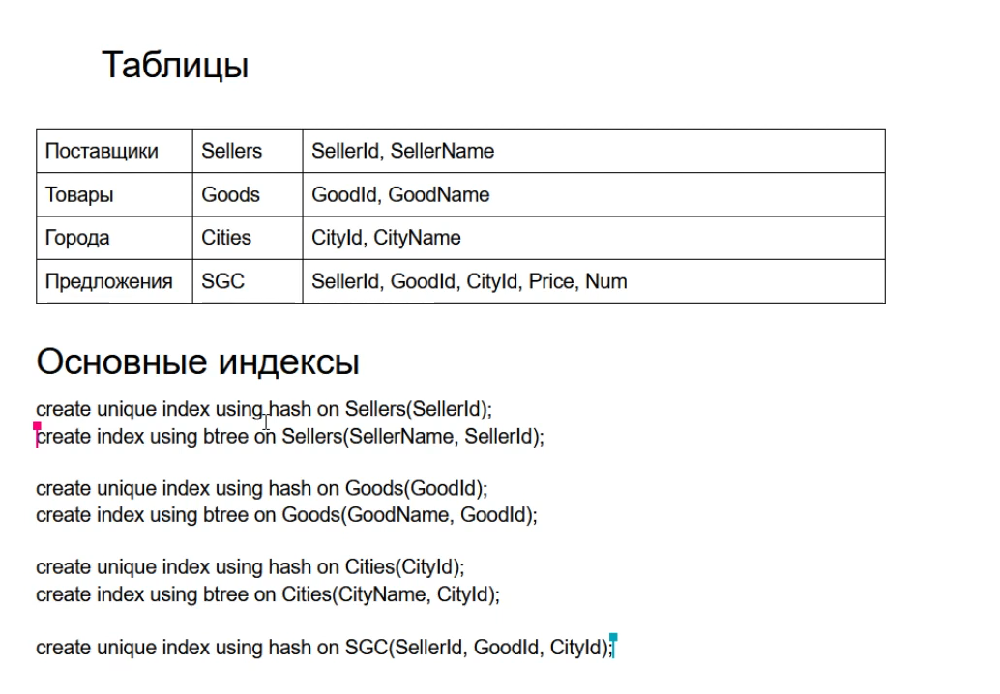 Таблицы
Поставщики Sellers SellerId, SellerName
Товары Goods GoodId, GoodName
Города Cities CityId, CityName
Предложения SGC SellerId, GoodId, CityId, Price, Num
Основные индексы
create unique index using hash on Sellers(SellerId);
create index using btree on Sellers(SellerName, SellerId);
create unique index using hash on Goods(GoodId);
create index using btree on Goods(GoodName, GoodId);
create unique index using hash on Cities(CityId);
create index using btree on Cities(CityName, CityId);
create unique index using hash on SGC(SellerId, GoodId, CityId);